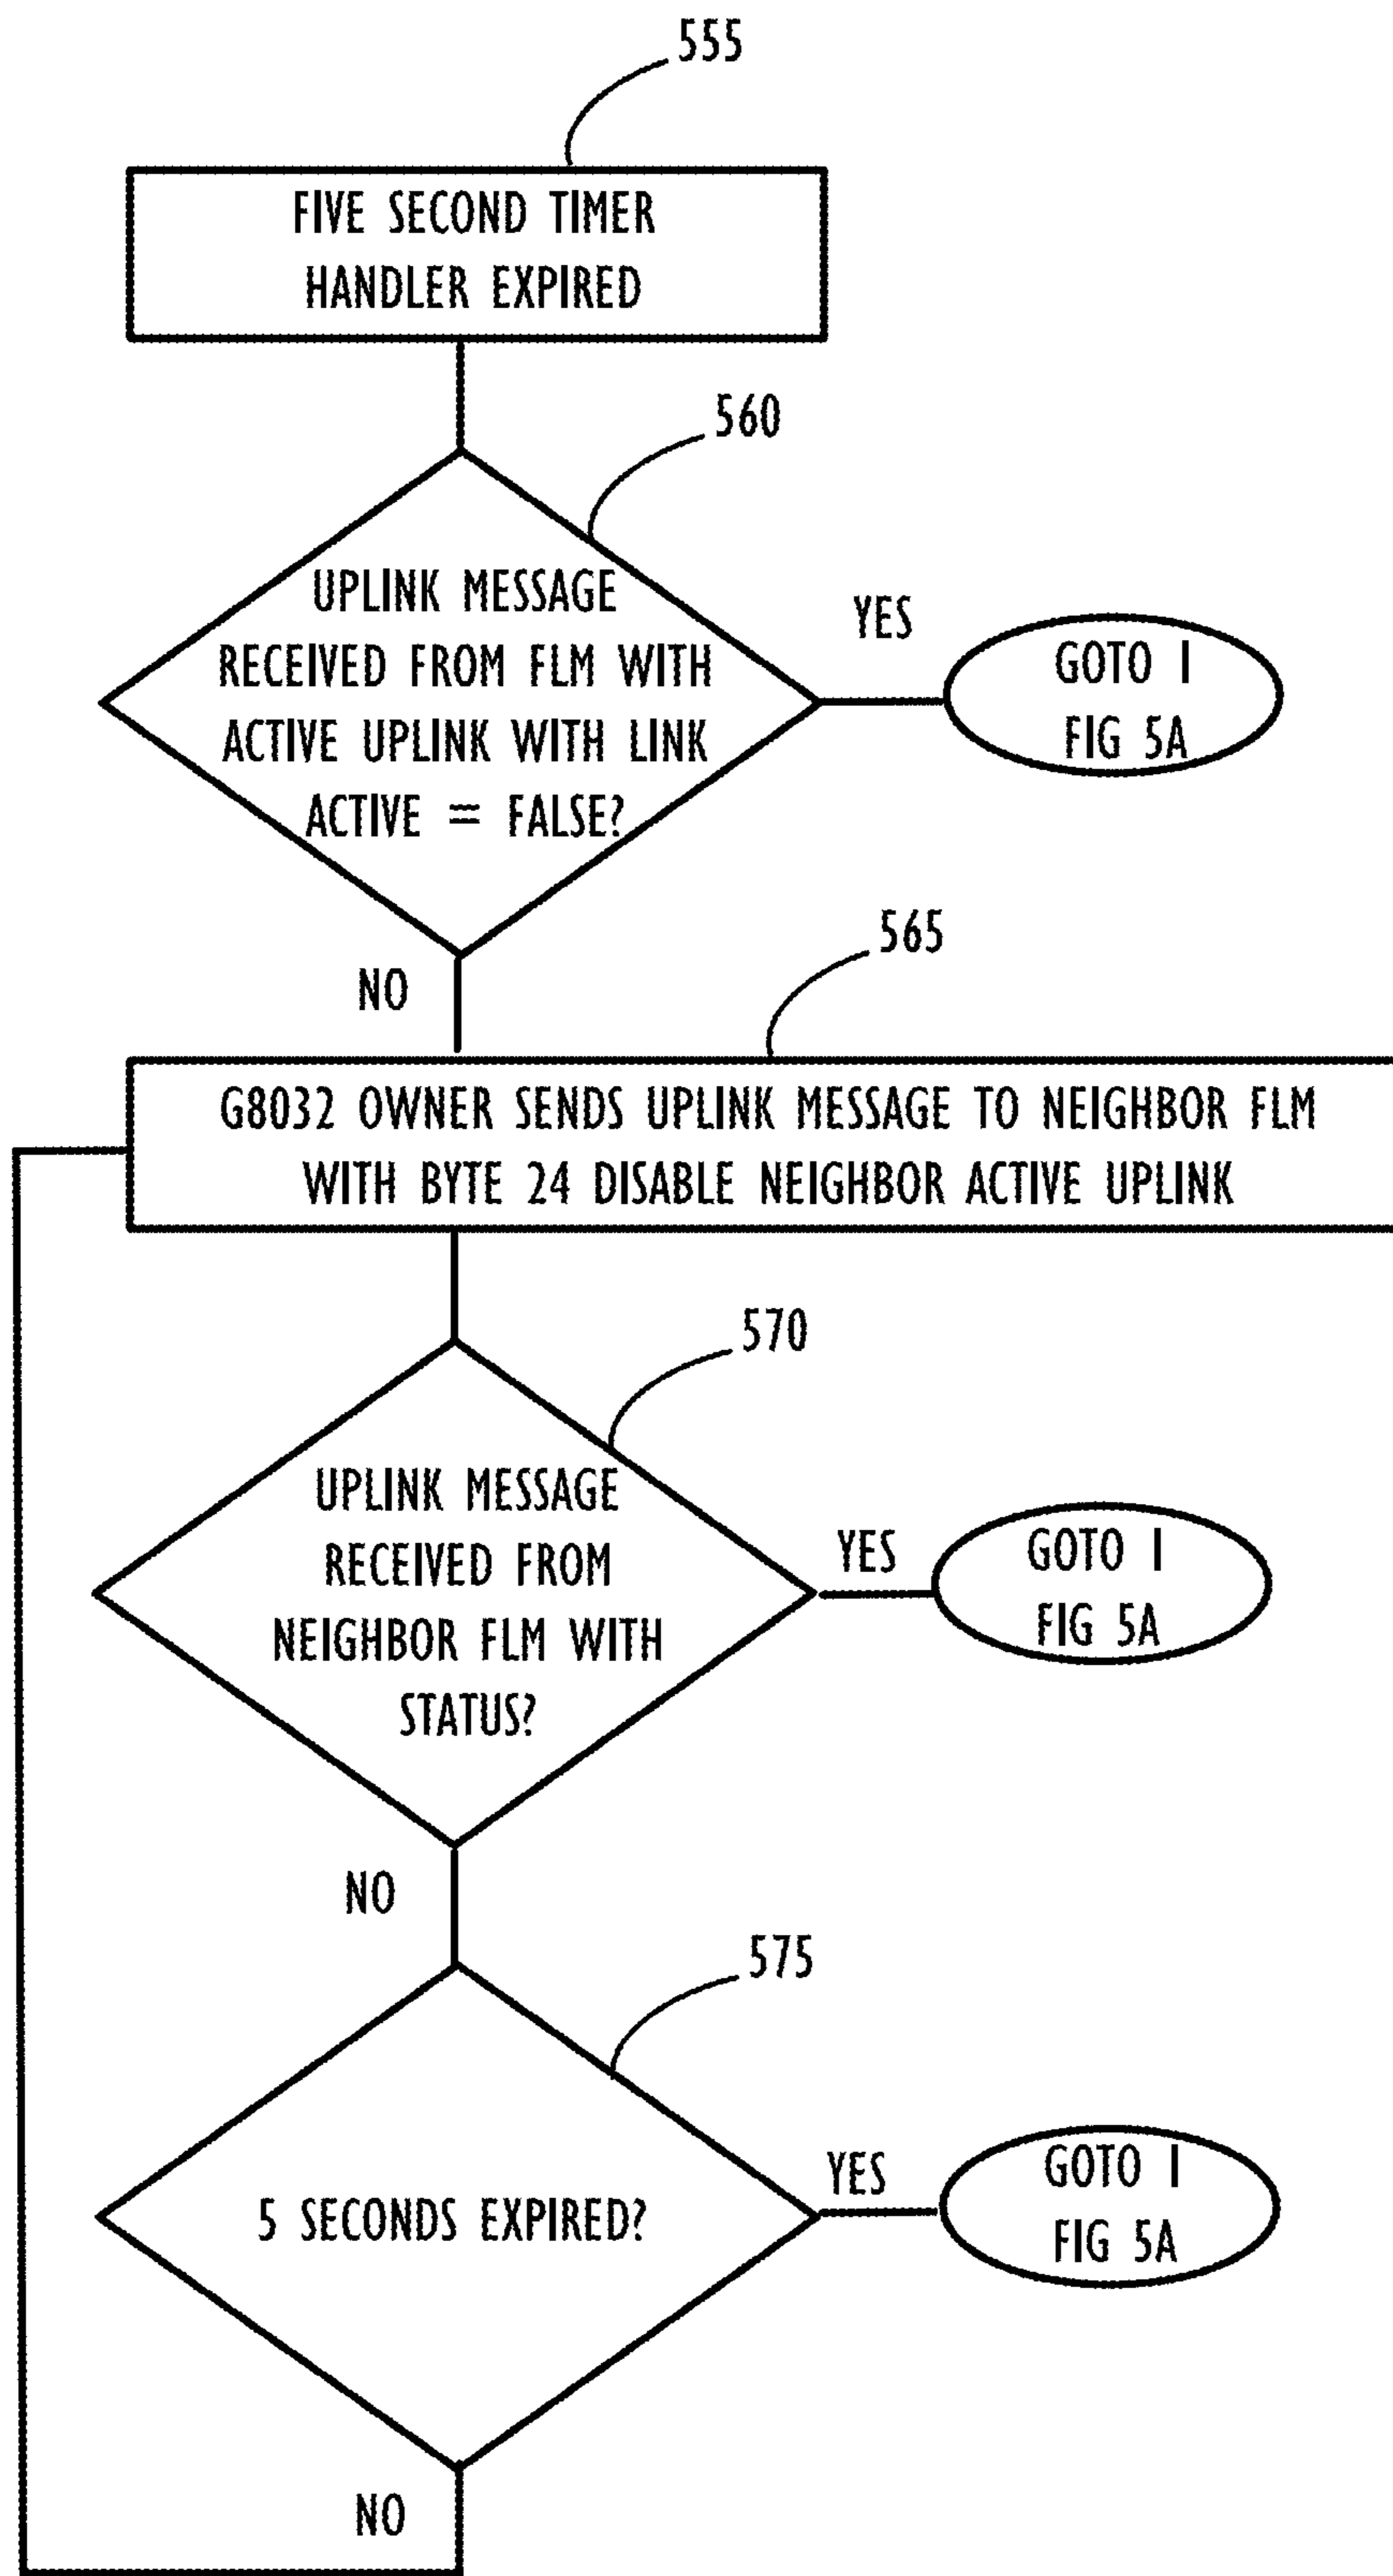 555
FIVE SECOND TIMER
HANDLER EXPIRED
560
UPLINK MESSAGE
RECEIVED FROM FLM WITH
ACTIVE UPLINK WITH LINK
ACTIVE = FALSE?
YES
GOTO I
FIG 5A
NO
565
G8032 OWNER SENDS UPLINK MESSAGE TO NEIGHBOR FLM
WITH BYTE 24 DISABLE NEIGHBOR ACTIVE UPLINK
570
UPLINK MESSAGE
RECEIVED FROM
NEIGHBOR FLM WITH
STATUS?
YES
GOTO I
FIG 5A
NO
575
5 SECONDS EXPIRED?
YES
GOTO I
FIG 5A
NO